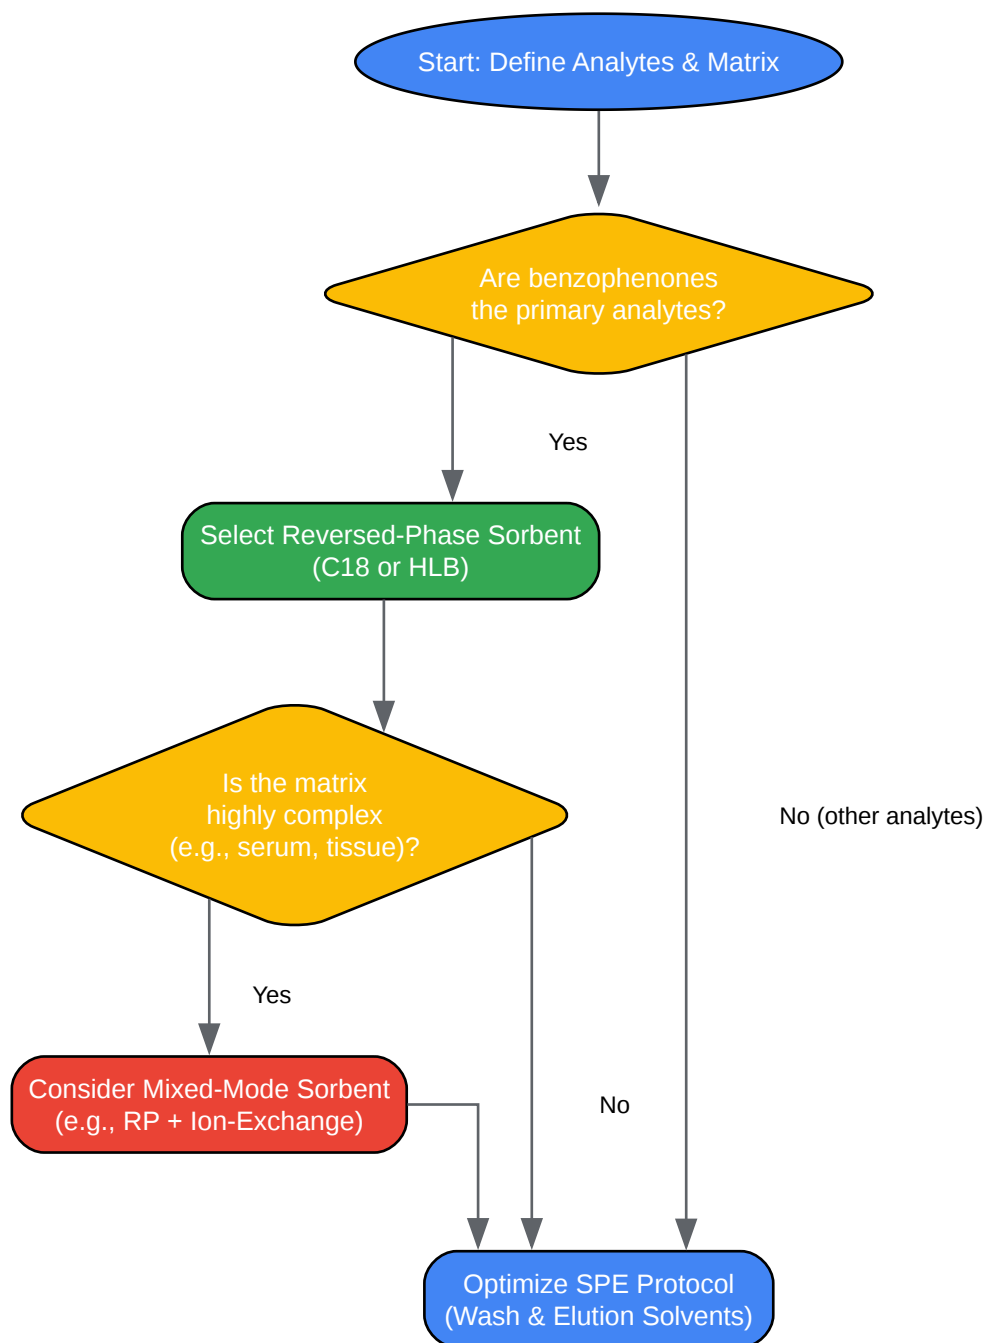 Start: Define Analytes & Matrix
Are benzophenones
the primary analytes?
Yes
Select Reversed-Phase Sorbent
(C18 or HLB)
Is the matrix
highly complex
(e.g., serum, tissue)?
No (other analytes)
Yes
Consider Mixed-Mode Sorbent
(e.g., RP + Ion-Exchange)
No
Optimize SPE Protocol
(Wash & Elution Solvents)